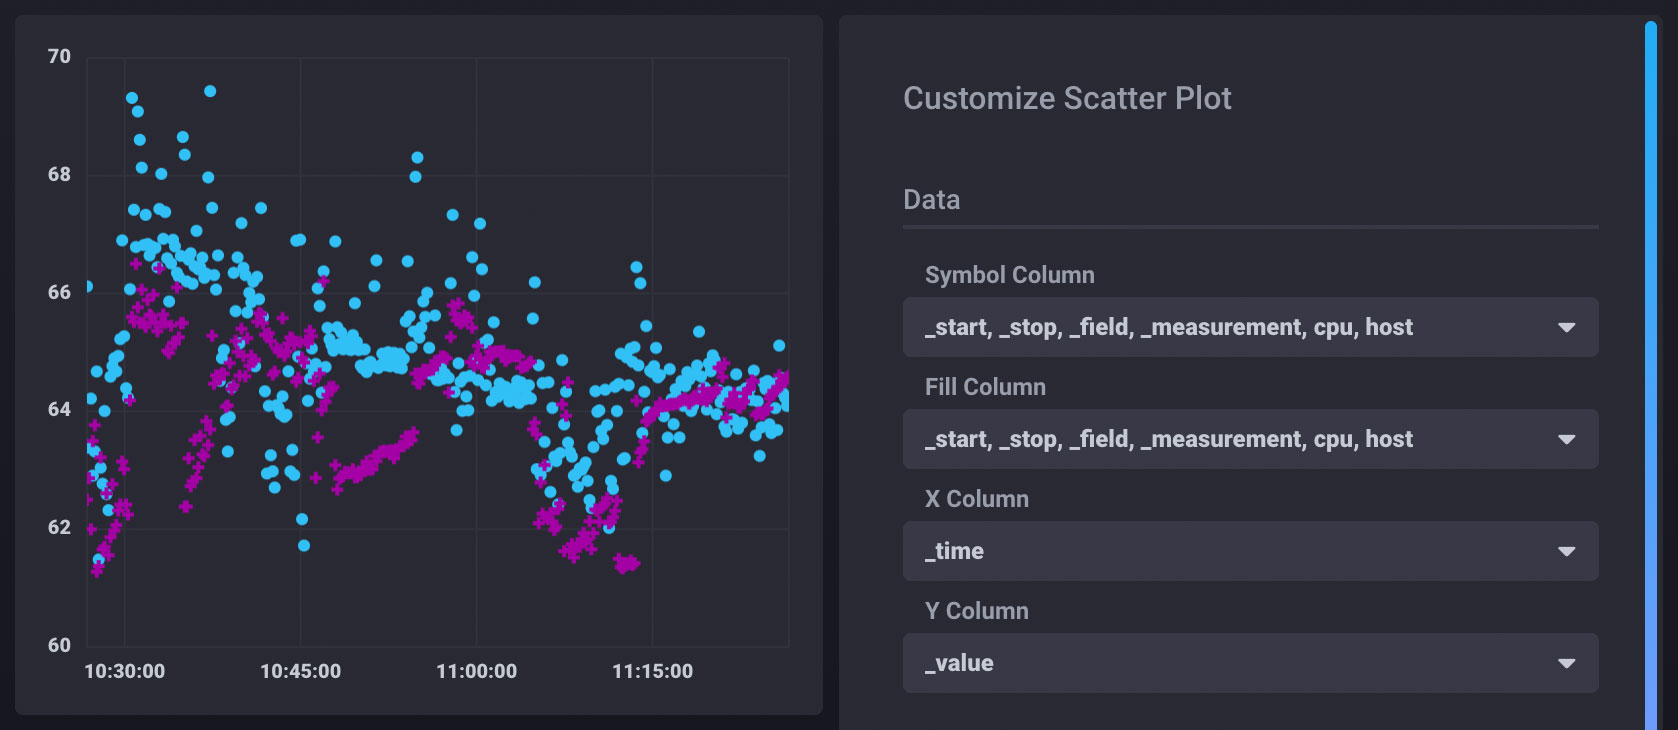 70
68
66
64
62
60
10:30:00 10:45:00 11:00:00 11:15:00
Customize Scatter Plot
Data
Symbol Column
_start, _stop, _field, _measurement, cpu, host
Fill Column
_start, _stop, _field, _measurement, cpu, host
X Column
_time
Y Column
_value